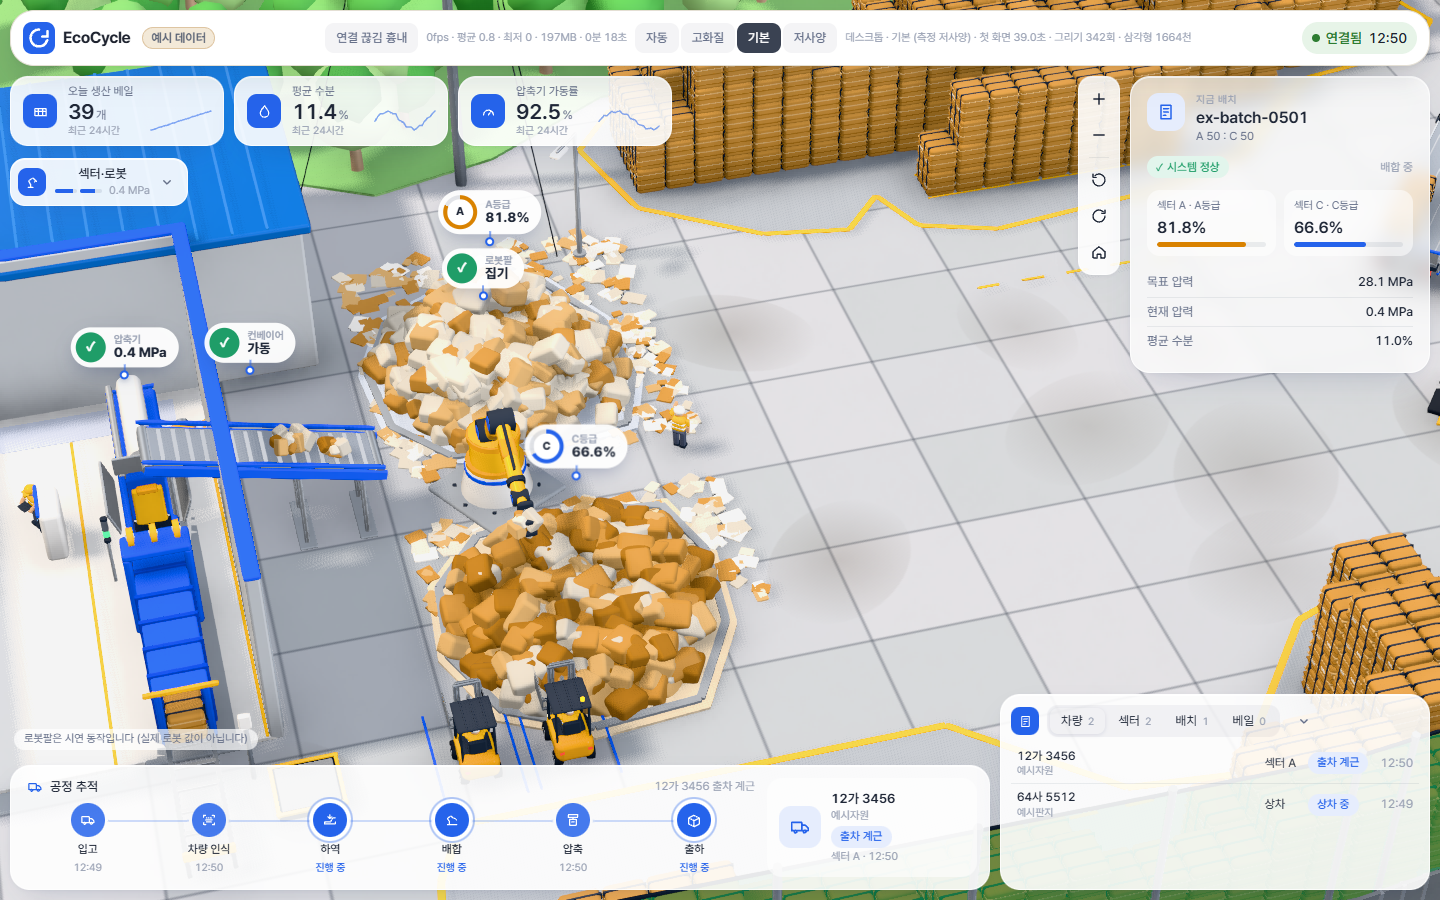 EcoCycle
예시 데이터
연결 끊김 흉내
0fps · 평균 0.8 · 최저 0 · 197MB · 0분 18초
자동
고화질
기본
저사양
데스크톱 · 기본 (측정 저사양) · 첫 화면 39.0초 · 그리기 342회 · 삼각형 1664천
연결됨 12:50
오늘 생산 베일
39개
최근 24시간
평균 수분
11.4%
최근 24시간
압축기 가동률
92.5%
최근 24시간
섹터·로봇
0.4 MPa
A
A등급
81.8%
로봇팔
집기
압축기
0.4 MPa
컨베이어
가동
C
C등급
66.6%
지금 배치
ex-batch-0501
A 50 : C 50
✓ 시스템 정상
배합 중
섹터 A · A등급
81.8%
섹터 C · C등급
66.6%
목표 압력 28.1 MPa
현재 압력 0.4 MPa
평균 수분 11.0%
로봇팔은 시연 동작입니다 (실제 로봇 값이 아닙니다)
공정 추적
12가 3456 출차 계근
입고
12:49
차량 인식
12:50
하역
진행 중
배합
진행 중
압축
12:50
출하
진행 중
12가 3456
예시자원
출차 계근
섹터 A · 12:50
차량 2
섹터 2
배치 1
베일 0
12가 3456
예시자원
섹터 A
출차 계근
12:50
64사 5512
예시판지
상차
상차 중
12:49